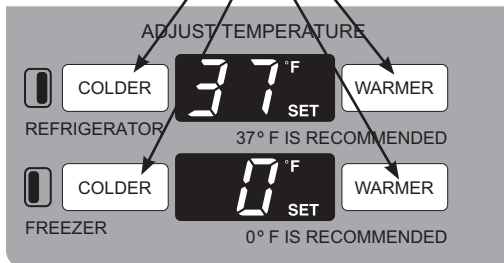 ADJUST TEMPERATURE
COLDER 37 °F SET WARMER
REFRIGERATOR 37° F IS RECOMMENDED
COLDER 0 °F SET WARMER
FREEZER 0° F IS RECOMMENDED